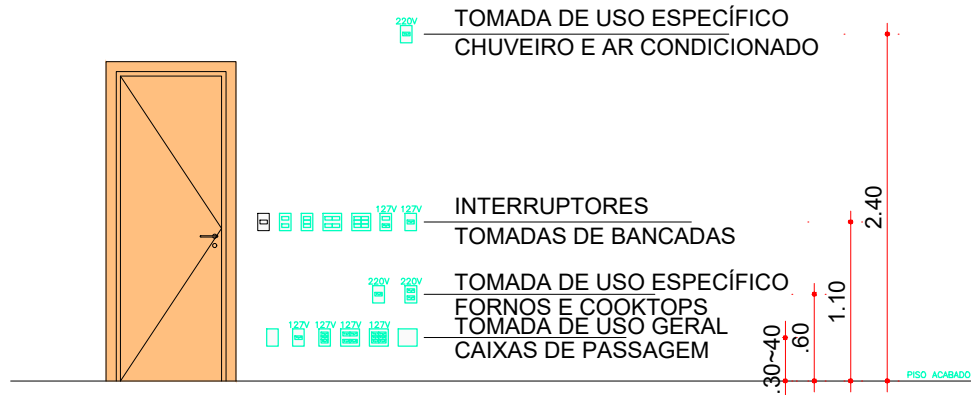 220V
TOMADA DE USO ESPECÍFICO
CHUVEIRO E AR CONDICIONADO
2.40
127V 127V
INTERRUPTORES
TOMADAS DE BANCADAS
1.10
220V 220V
TOMADA DE USO ESPECÍFICO
FORNOS E COOKTOPS
.60
127V 127V 127V 127V
TOMADA DE USO GERAL
CAIXAS DE PASSAGEM
.30~40
PISO ACABADO